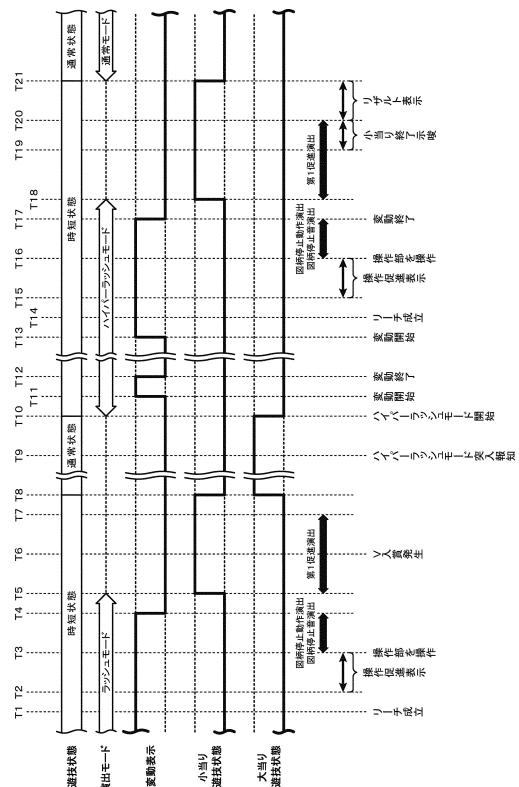 遊技状態
演出モード
変動表示
小当り
遊技状態
大当り
遊技状態
T1
T2
T3
T4
T5
T6
T7
T8
T9
T10
T11
T12
T13
T14
T15
T16
T17
T18
T19
T20
T21
時短状態
通常状態
時短状態
通常状態
ラッシュモード
ハイパーラッシュモード
通常モード
リーチ成立
操作促進表示
操作部を操作
図柄停止動作演出
図柄停止音演出
第1促進演出
V入賞発生
ハイパーラッシュモード突入報知
ハイパーラッシュモード開始
変動開始
変動終了
変動開始
リーチ成立
操作促進表示
操作部を操作
図柄停止動作演出
図柄停止音演出
変動終了
第1促進演出
小当り終了示唆
リザルト表示